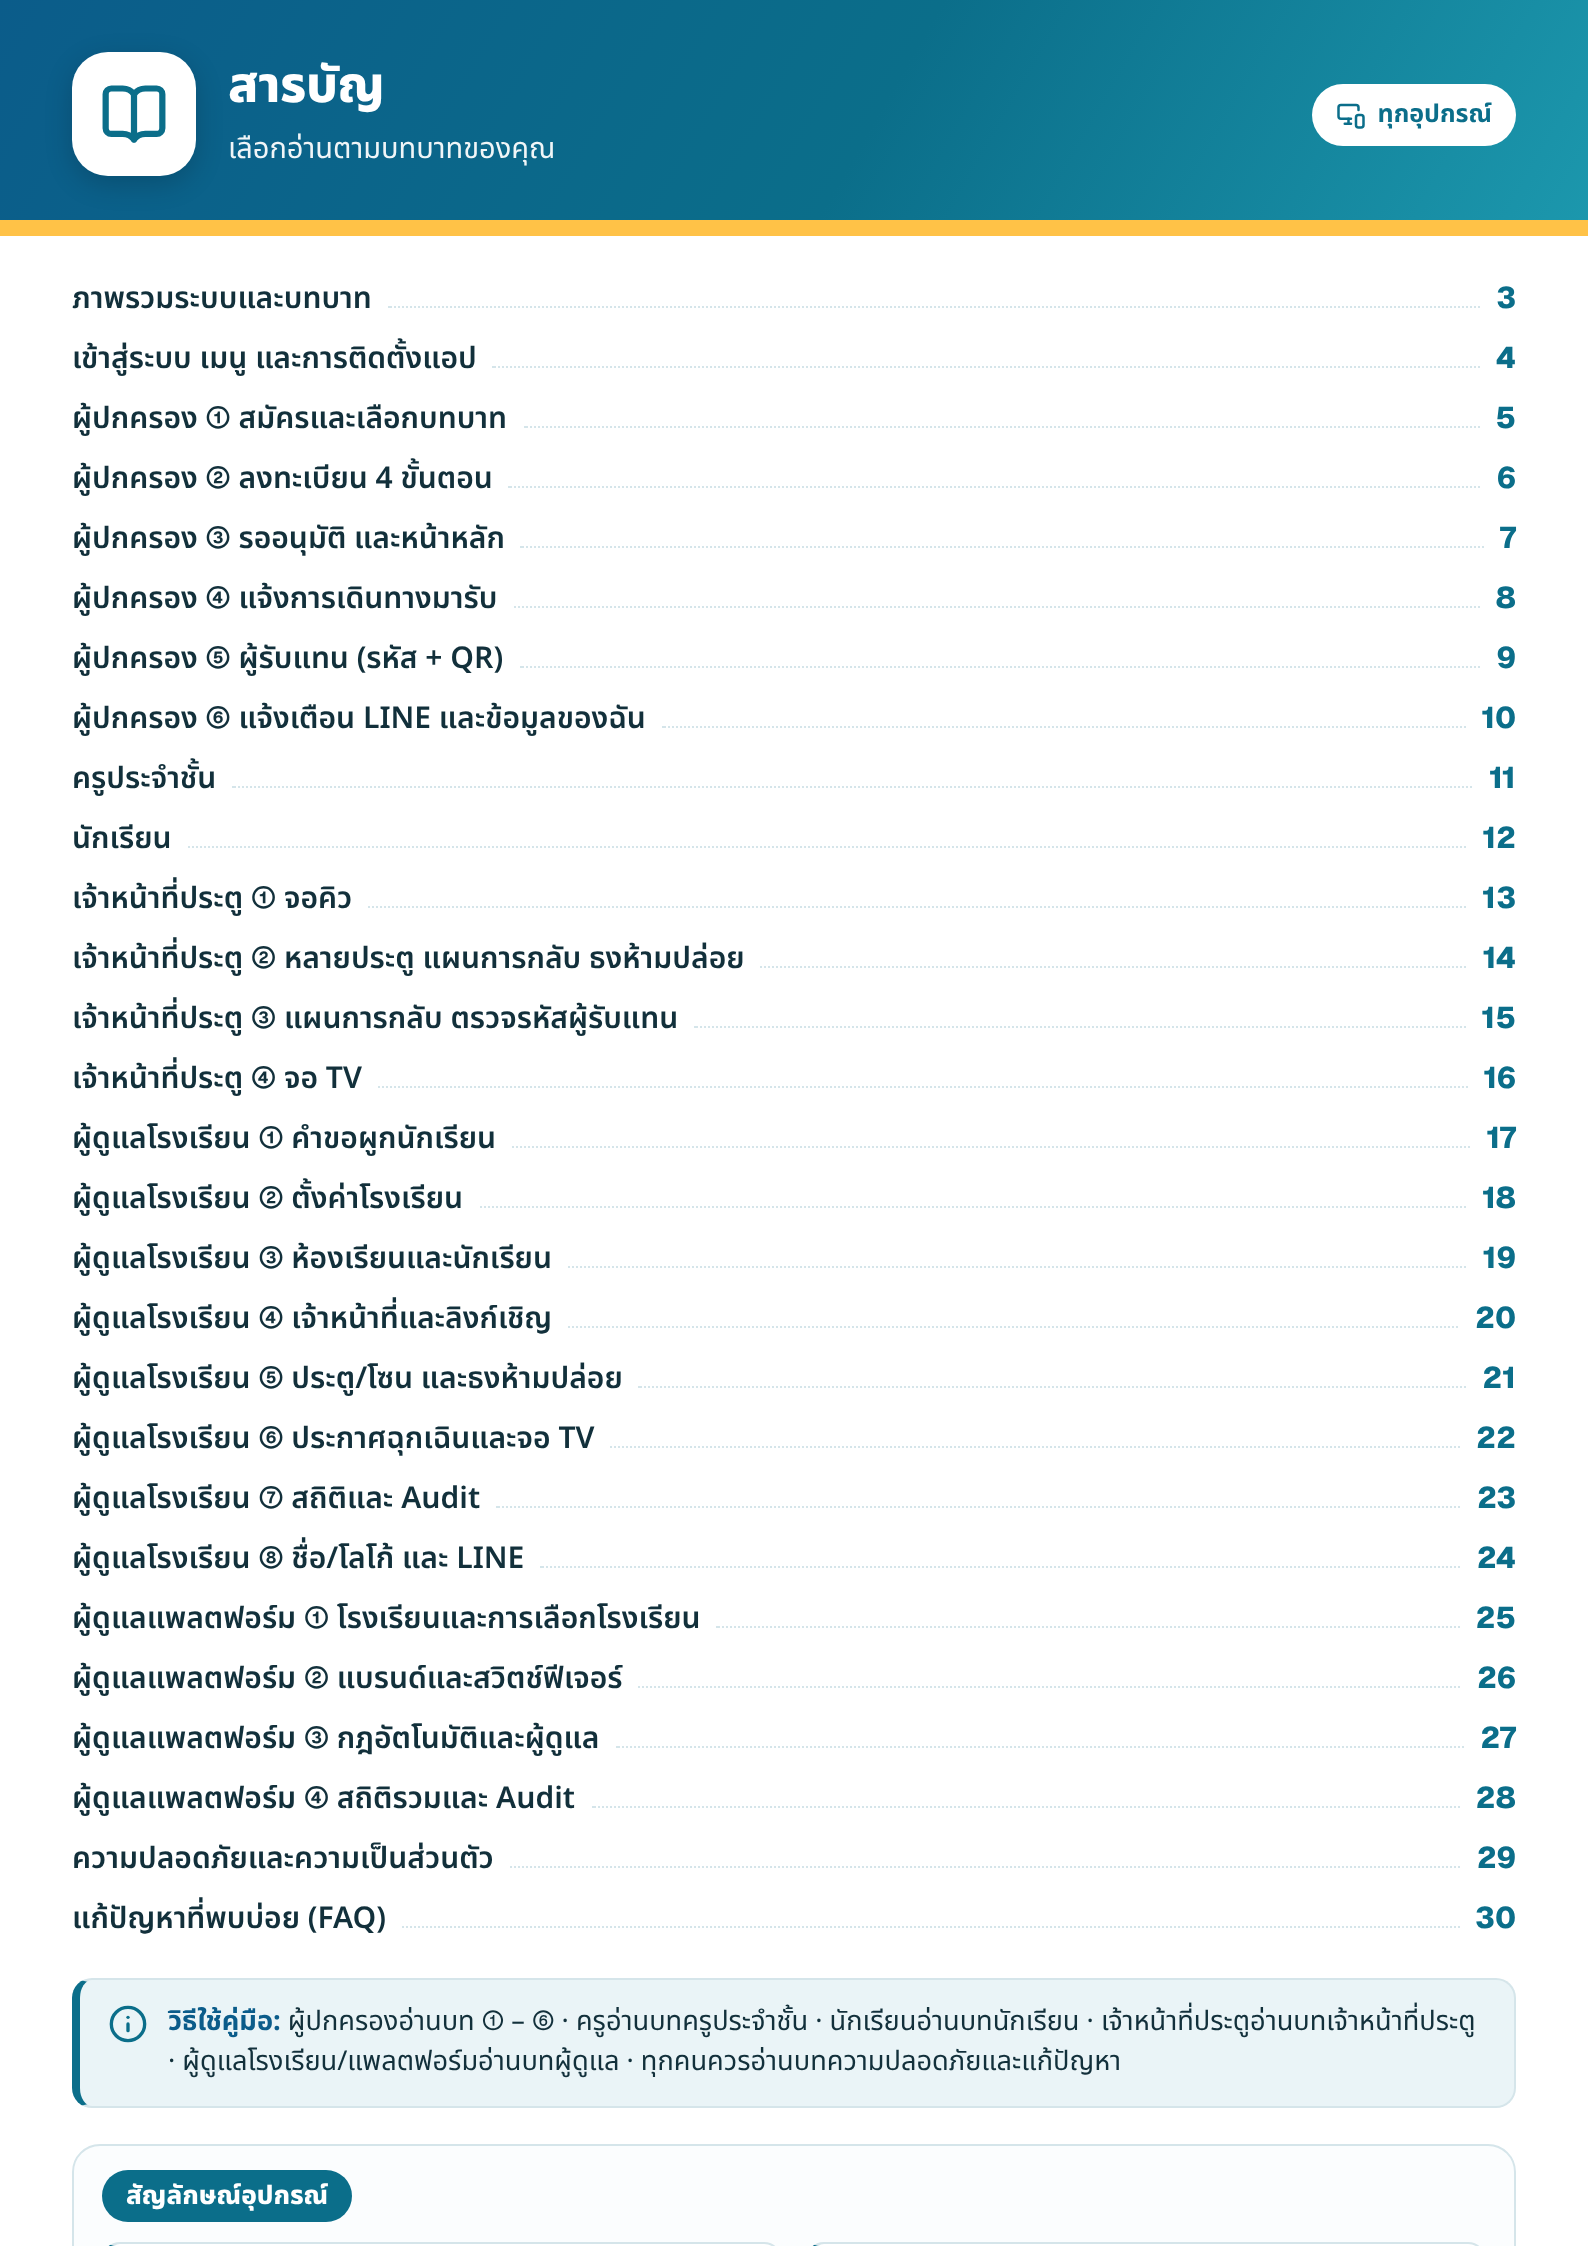 สารบัญ
เลือกอ่านตามบทบาทของคุณ
ทุกอุปกรณ์
ภาพรวมระบบและบทบาท 3
เข้าสู่ระบบ เมนู และการติดตั้งแอป 4
ผู้ปกครอง ① สมัครและเลือกบทบาท 5
ผู้ปกครอง ② ลงทะเบียน 4 ขั้นตอน 6
ผู้ปกครอง ③ รออนุมัติ และหน้าหลัก 7
ผู้ปกครอง ④ แจ้งการเดินทางมารับ 8
ผู้ปกครอง ⑤ ผู้รับแทน (รหัส + QR) 9
ผู้ปกครอง ⑥ แจ้งเตือน LINE และข้อมูลของฉัน 10
ครูประจำชั้น 11
นักเรียน 12
เจ้าหน้าที่ประตู ① จอคิว 13
เจ้าหน้าที่ประตู ② หลายประตู แผนการกลับ ธงห้ามปล่อย 14
เจ้าหน้าที่ประตู ③ แผนการกลับ ตรวจรหัสผู้รับแทน 15
เจ้าหน้าที่ประตู ④ จอ TV 16
ผู้ดูแลโรงเรียน ① คำขอผูกนักเรียน 17
ผู้ดูแลโรงเรียน ② ตั้งค่าโรงเรียน 18
ผู้ดูแลโรงเรียน ③ ห้องเรียนและนักเรียน 19
ผู้ดูแลโรงเรียน ④ เจ้าหน้าที่และลิงก์เชิญ 20
ผู้ดูแลโรงเรียน ⑤ ประตู/โซน และธงห้ามปล่อย 21
ผู้ดูแลโรงเรียน ⑥ ประกาศฉุกเฉินและจอ TV 22
ผู้ดูแลโรงเรียน ⑦ สถิติและ Audit 23
ผู้ดูแลโรงเรียน ⑧ ชื่อ/โลโก้ และ LINE 24
ผู้ดูแลแพลตฟอร์ม ① โรงเรียนและการเลือกโรงเรียน 25
ผู้ดูแลแพลตฟอร์ม ② แบรนด์และสวิตช์ฟีเจอร์ 26
ผู้ดูแลแพลตฟอร์ม ③ กฎอัตโนมัติและผู้ดูแล 27
ผู้ดูแลแพลตฟอร์ม ④ สถิติรวมและ Audit 28
ความปลอดภัยและความเป็นส่วนตัว 29
แก้ปัญหาที่พบบ่อย (FAQ) 30
วิธีใช้คู่มือ: ผู้ปกครองอ่านบท ① – ⑥ · ครูอ่านบทครูประจำชั้น · นักเรียนอ่านบทนักเรียน · เจ้าหน้าที่ประตูอ่านบทเจ้าหน้าที่ประตู
· ผู้ดูแลโรงเรียน/แพลตฟอร์มอ่านบทผู้ดูแล · ทุกคนควรอ่านบทความปลอดภัยและแก้ปัญหา
สัญลักษณ์อุปกรณ์